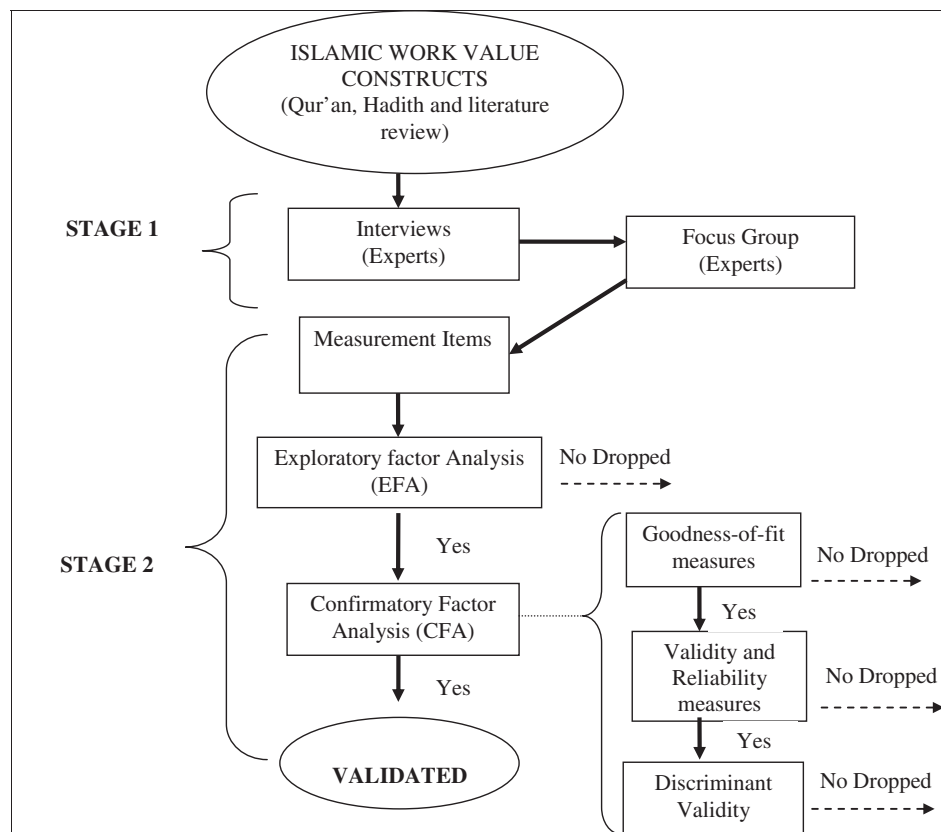 ISLAMIC WORK VALUE
CONSTRUCTS
(Qur’an, Hadith and literature
review)
STAGE 1
Interviews
(Experts)
Focus Group
(Experts)
Measurement Items
Exploratory factor Analysis
(EFA)
No Dropped
Yes
STAGE 2
Confirmatory Factor
Analysis (CFA)
Yes
VALIDATED
Goodness-of-fit
measures
No Dropped
Yes
Validity and
Reliability
measures
No Dropped
Yes
Discriminant
Validity
No Dropped